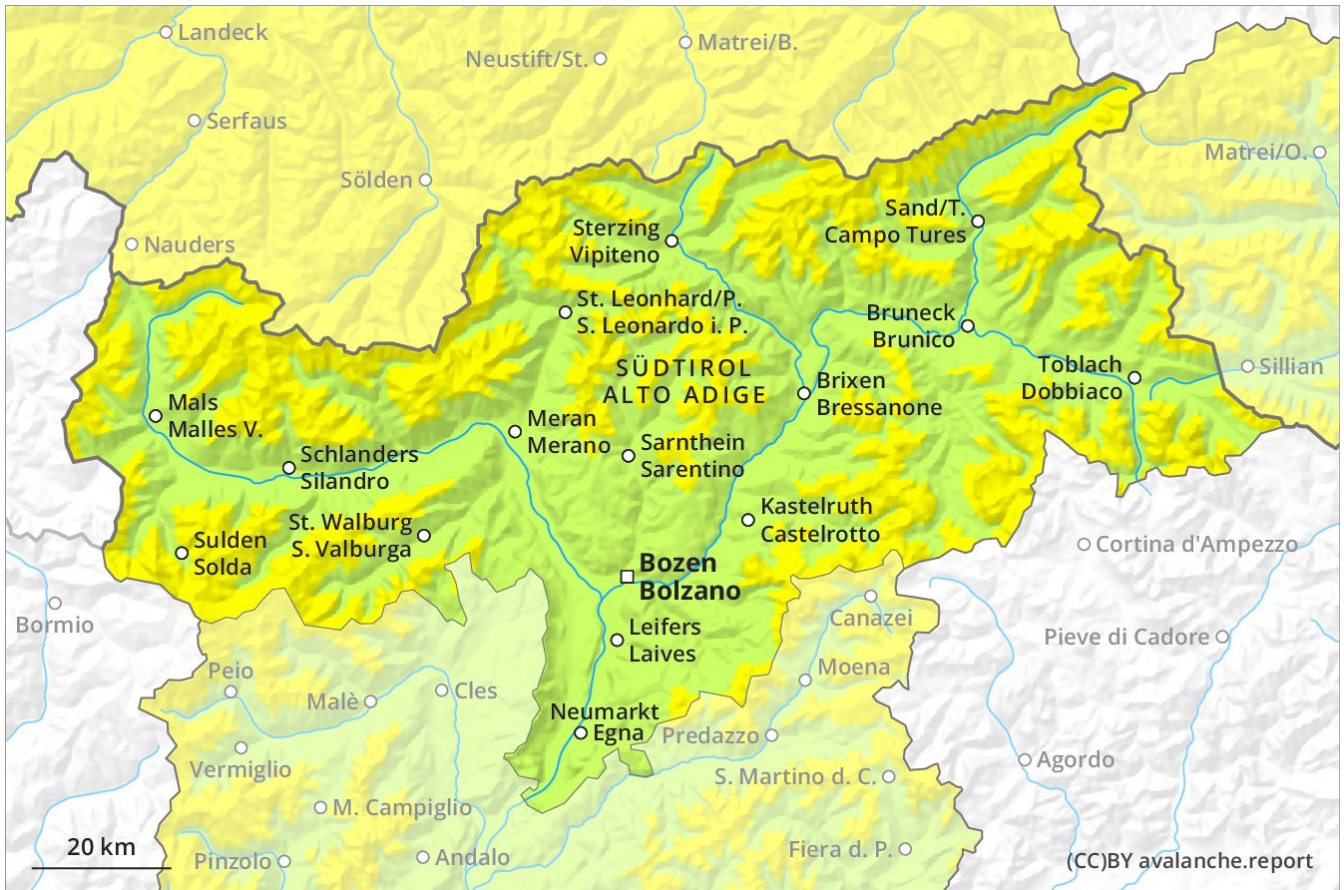 Landeck
Neustift/St.
Matrei/B.
Serfaus
Matrei/O.
Sölden
Sand/T.
Campo Tures
Sterzing
Vipiteno
Nauders
St. Leonhard/P.
S. Leonardo i. P.
Bruneck
Brunico
SÜDTIROL
ALTO ADIGE
Toblach
Dobbiaco
Sillian
Brixen
Bressanone
Mals
Malles V.
Meran
Merano
Sarnthein
Sarentino
Schlanders
Silandro
Kastelruth
Castelrotto
St. Walburg
S. Valburga
Sulden
Solda
Cortina d'Ampezzo
Bozen
Bolzano
Bormio
Canazei
Leifers
Laives
Pieve di Cadore
Peio
Moena
Malè
Cles
Neumarkt
Egna
Predazzo
Vermiglio
Agordo
S. Martino d. C.
M. Campiglio
20 km
Pinzolo
Andalo
Fiera d. P.
(CC)BY avalanche.report